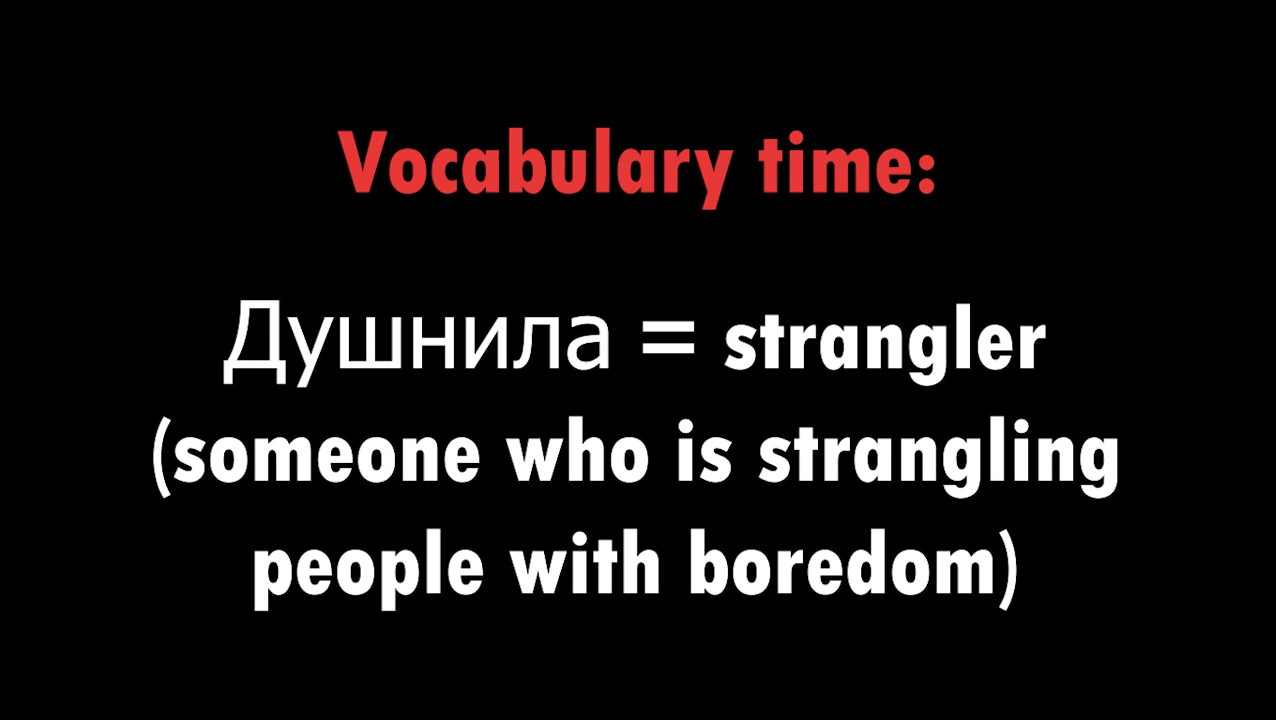 Vocabulary time:
Душнила = strangler
(someone who is strangling
people with boredom)